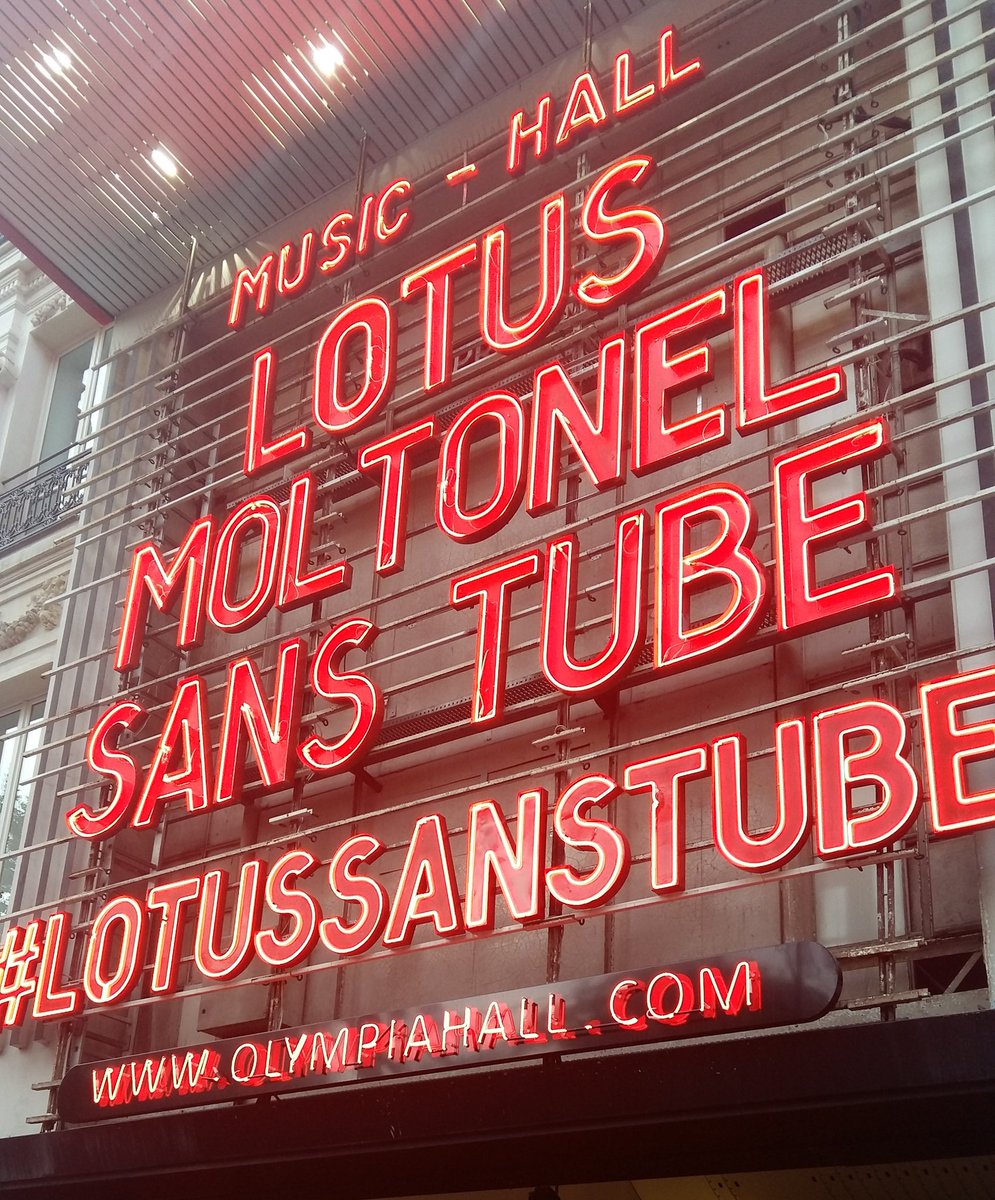 MUSIC - HALL
LOTUS
MOLTONEL
SANS TUBE
#LOTUSSANSTUBE
WWW.OLYMPIAHALL.COM